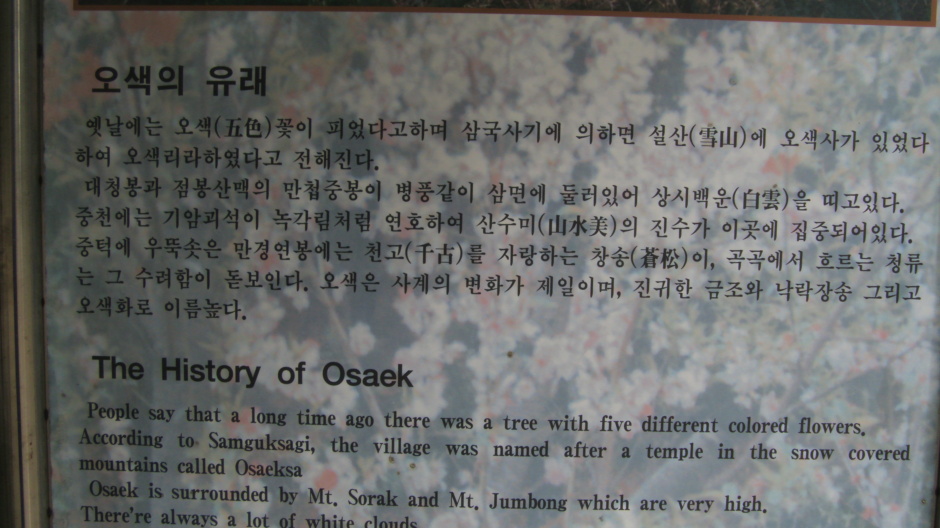 오색의 유래
옛날에는 오색(五色)꽃이 피었다고하며 삼국사기에 의하면 설산(雪山)에 오색사가 있었다
하여 오색리라하였다고 전해진다.
대청봉과 점봉산맥의 만첩중봉이 병풍같이 삼면에 둘러있어 상시백운(白雲)을 띠고있다.
중천에는 기암괴석이 녹각림처럼 연호하여 산수미(山水美)의 진수가 이곳에 집중되어있다.
중턱에 우뚝솟은 만경연봉에는 천고(千古)를 자랑하는 창송(蒼松)이, 곡곡에서 흐르는 청류
는 그 수려함이 돋보인다. 오색은 사계의 변화가 제일이며, 진귀한 금조와 낙락장송 그리고
오색화로 이름높다.
The History of Osaek
People say that a long time ago there was a tree with five different colored flowers.
According to Samguksagi, the village was named after a temple in the snow covered
mountains called Osaeksa
Osaek is surrounded by Mt. Sorak and Mt. Jumbong which are very high.
There're always a lot of white clouds